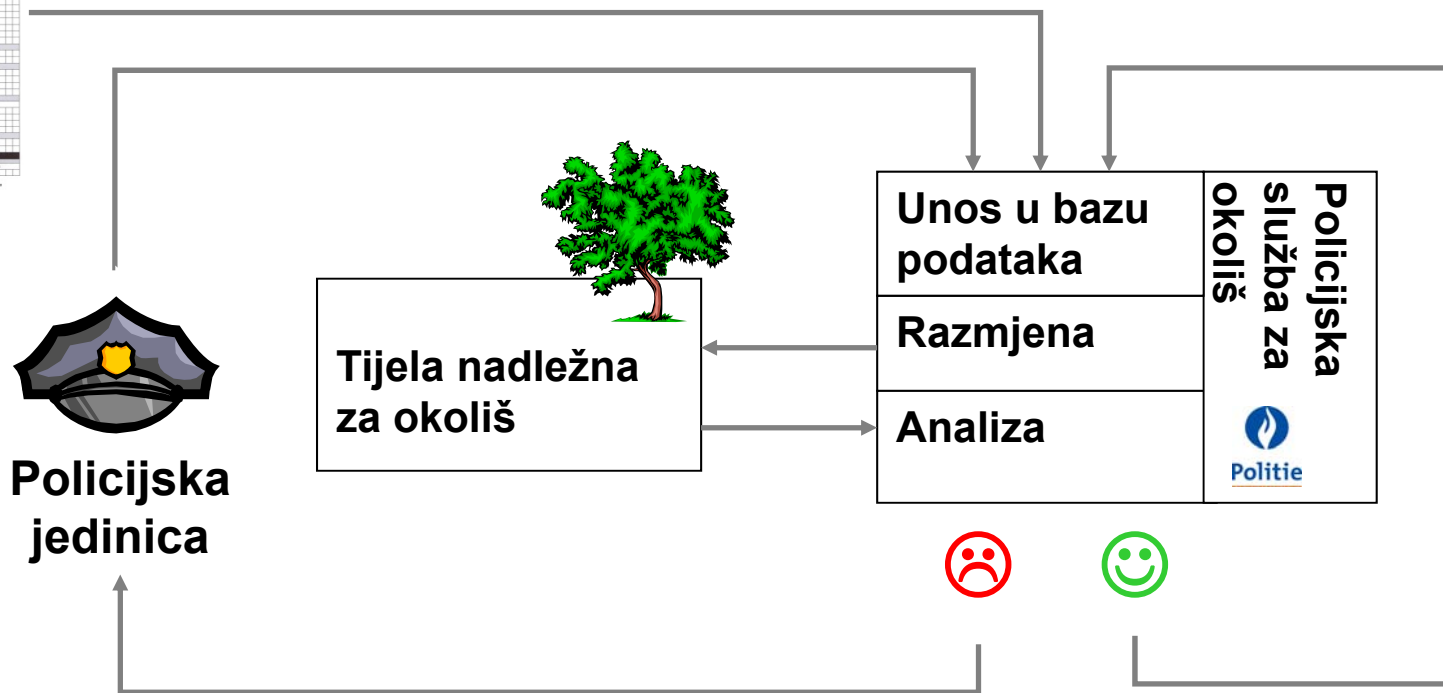 Unos u bazu
podataka
Policijska
služba za
okoliš
Razmjena
Tijela nadležna
za okoliš
Analiza
Politie
Policijska
jedinica